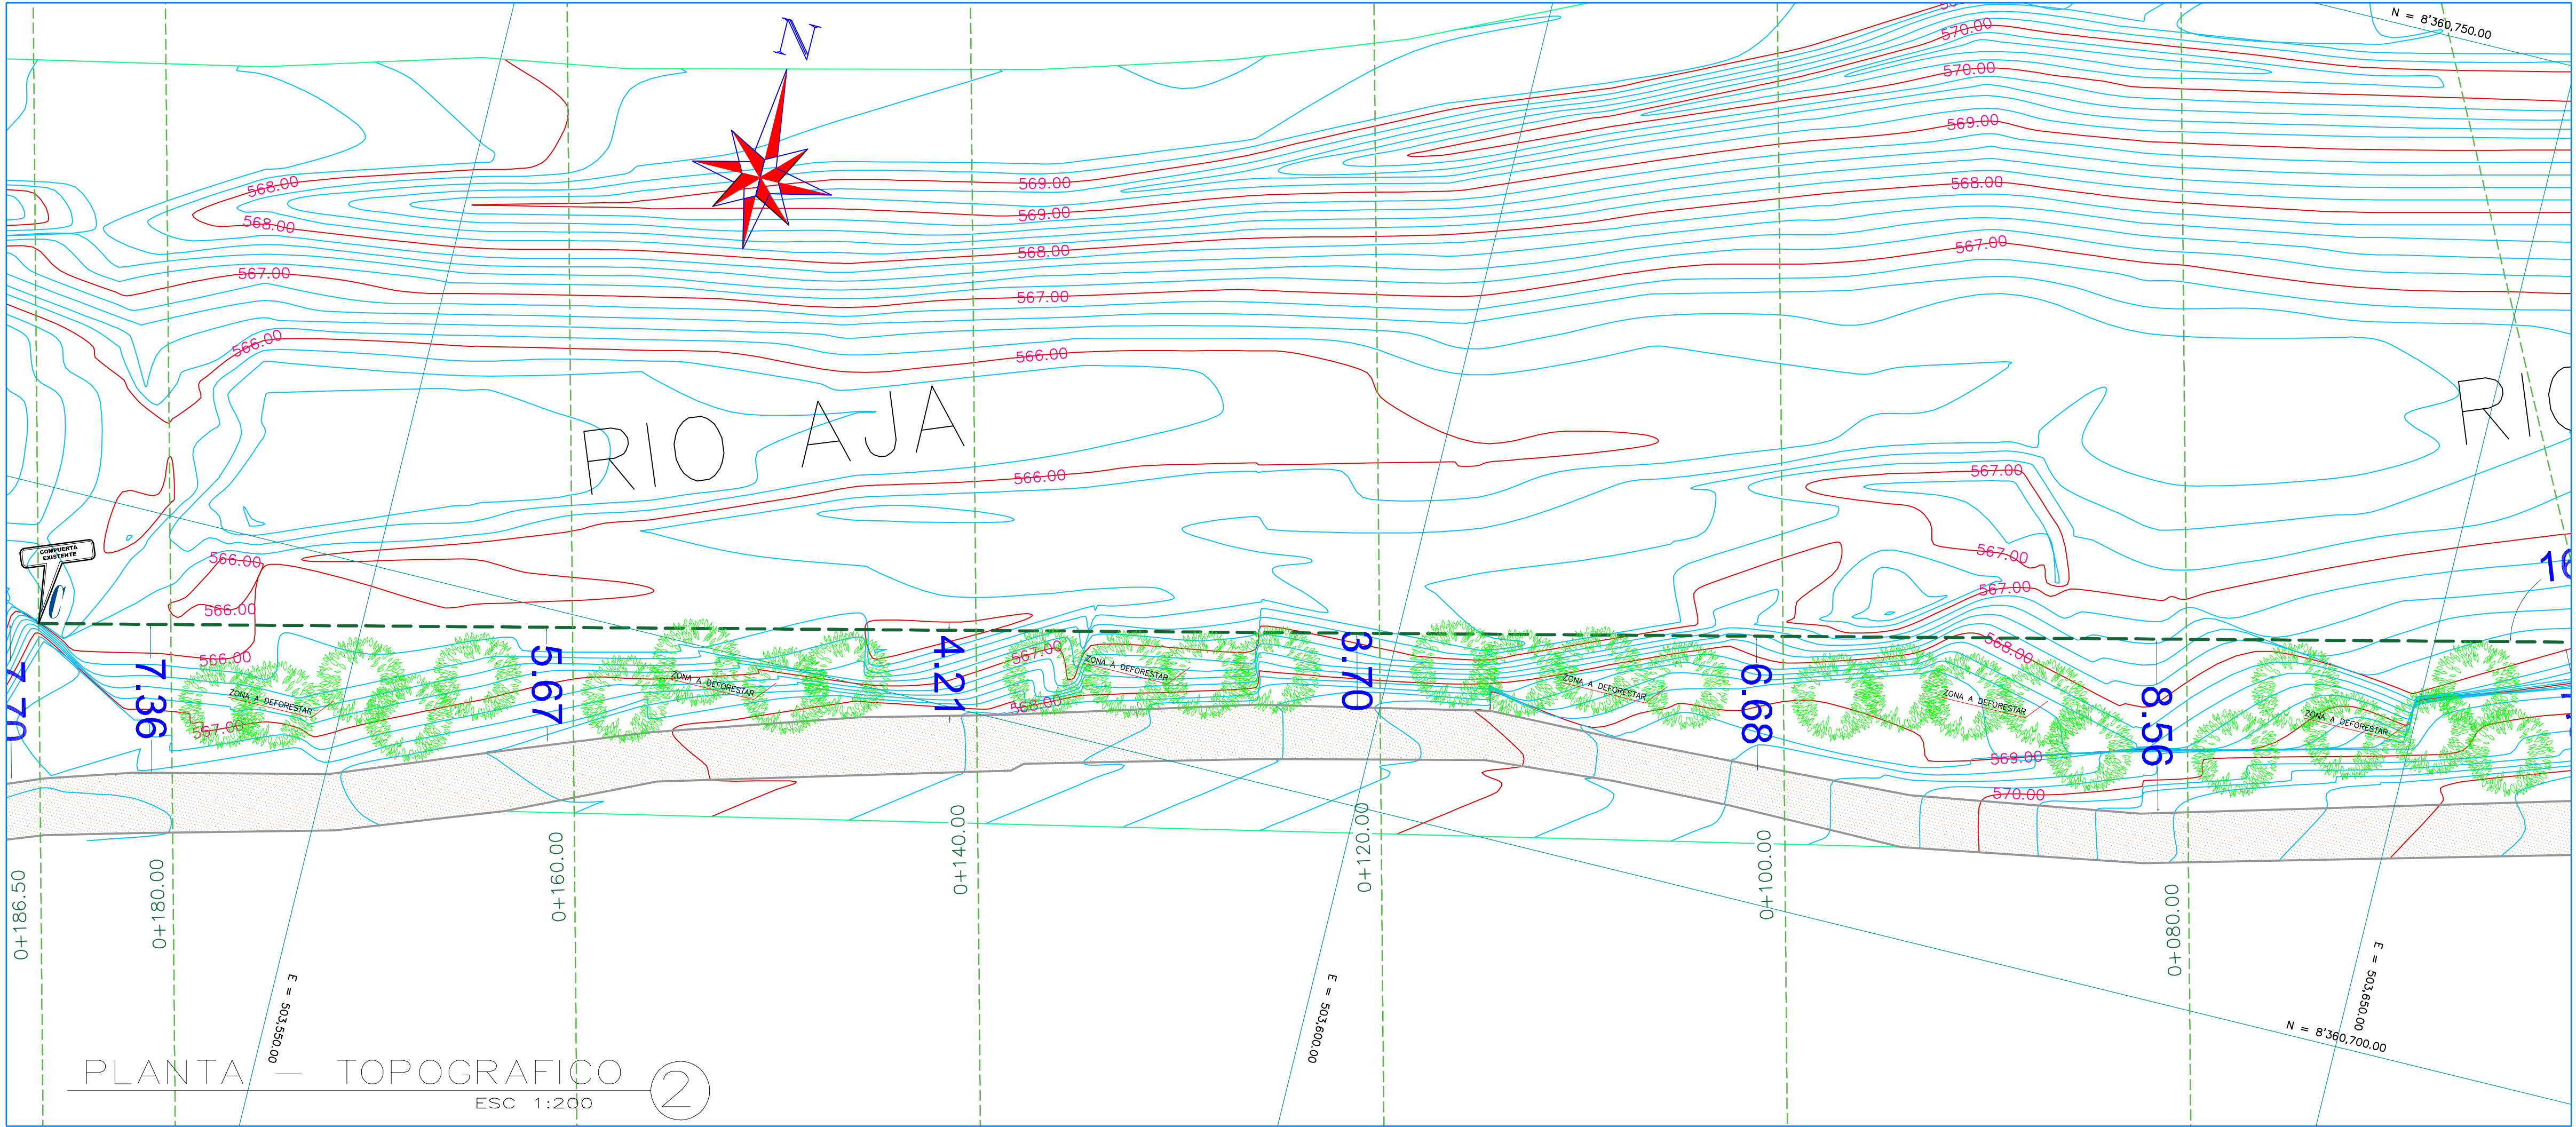 N = 8'360,750.00
N
570.00
570.00
569.00
568.00
569.00
568.00
569.00
568.00
568.00
567.00
567.00
567.00
566.00
566.00
RIO AJA
566.00
567.00
567.00
567.00
COMPUERTA
EXISTENTE
C
566.00
566.00
566.00
567.00
568.00
7.36
5.67
4.21
3.70
6.68
8.56
7.70
ZONA A DEFORESTAR
ZONA A DEFORESTAR
ZONA A DEFORESTAR
ZONA A DEFORESTAR
ZONA A DEFORESTAR
ZONA A DEFORESTAR
567.00
568.00
569.00
570.00
0+186.50
0+180.00
0+160.00
0+140.00
0+120.00
0+100.00
0+080.00
E = 503,550.00
E = 503,600.00
E = 503,650.00
N = 8'360,700.00
PLANTA - TOPOGRAFICO
2
ESC 1:200